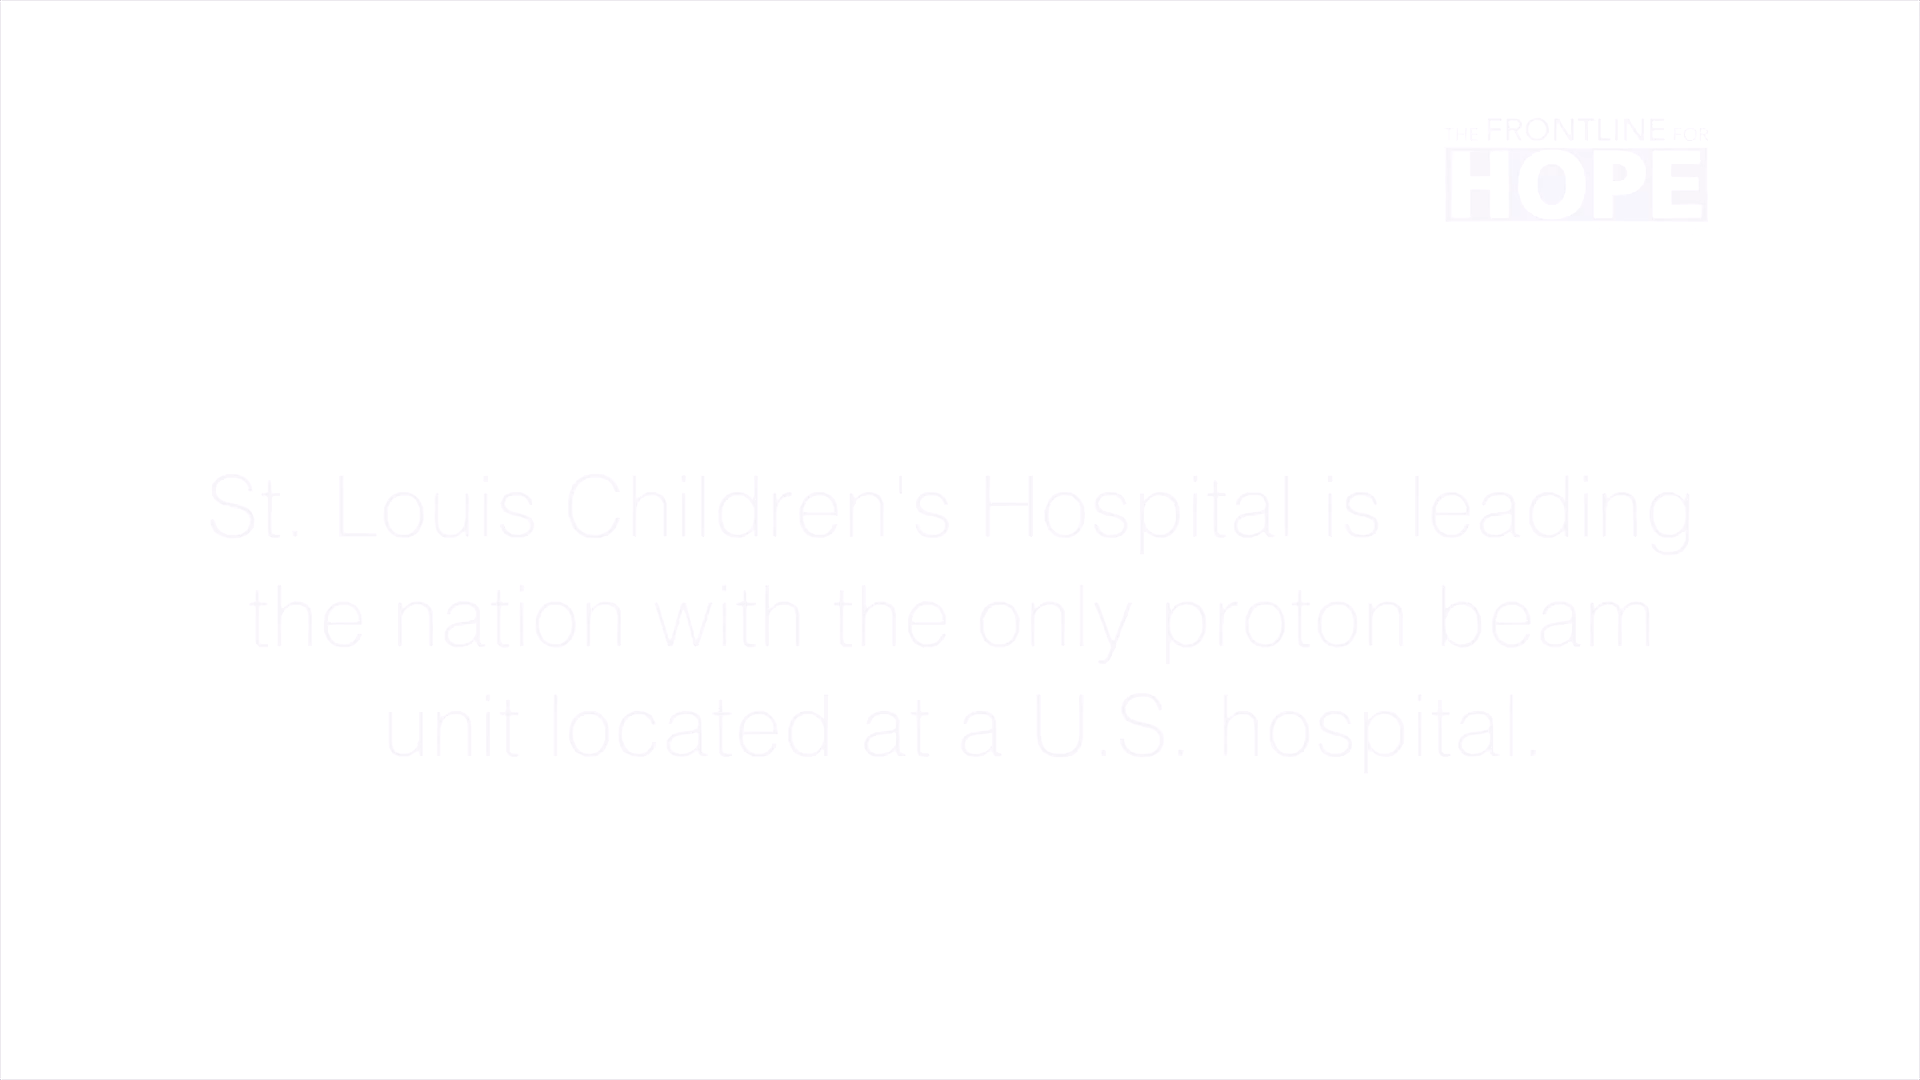 THE FRONTLINE FOR
HOPE
St. Louis Children's Hospital is leading
the nation with the only proton beam
unit located at a U.S. hospital.